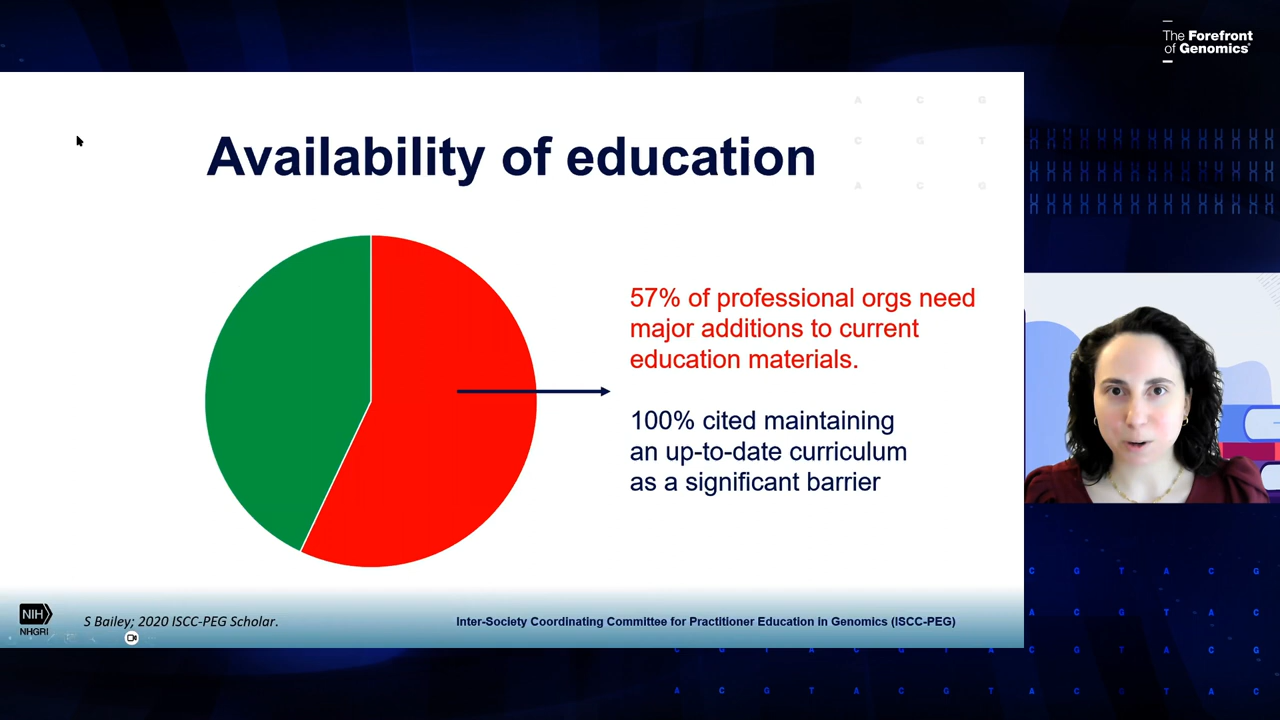 The Forefront
of Genomics®
A C G
C G T
A C G
Availability of education
57% of professional orgs need
major additions to current
education materials.
100% cited maintaining
an up-to-date curriculum
as a significant barrier
C G T A C G
A C G T A C
NIH
NHGRI
S Bailey; 2020 ISCC-PEG Scholar.
Inter-Society Coordinating Committee for Practitioner Education in Genomics (ISCC-PEG)
C G T A C G T A C G T A C G
A C G T A C G T A C G T A C